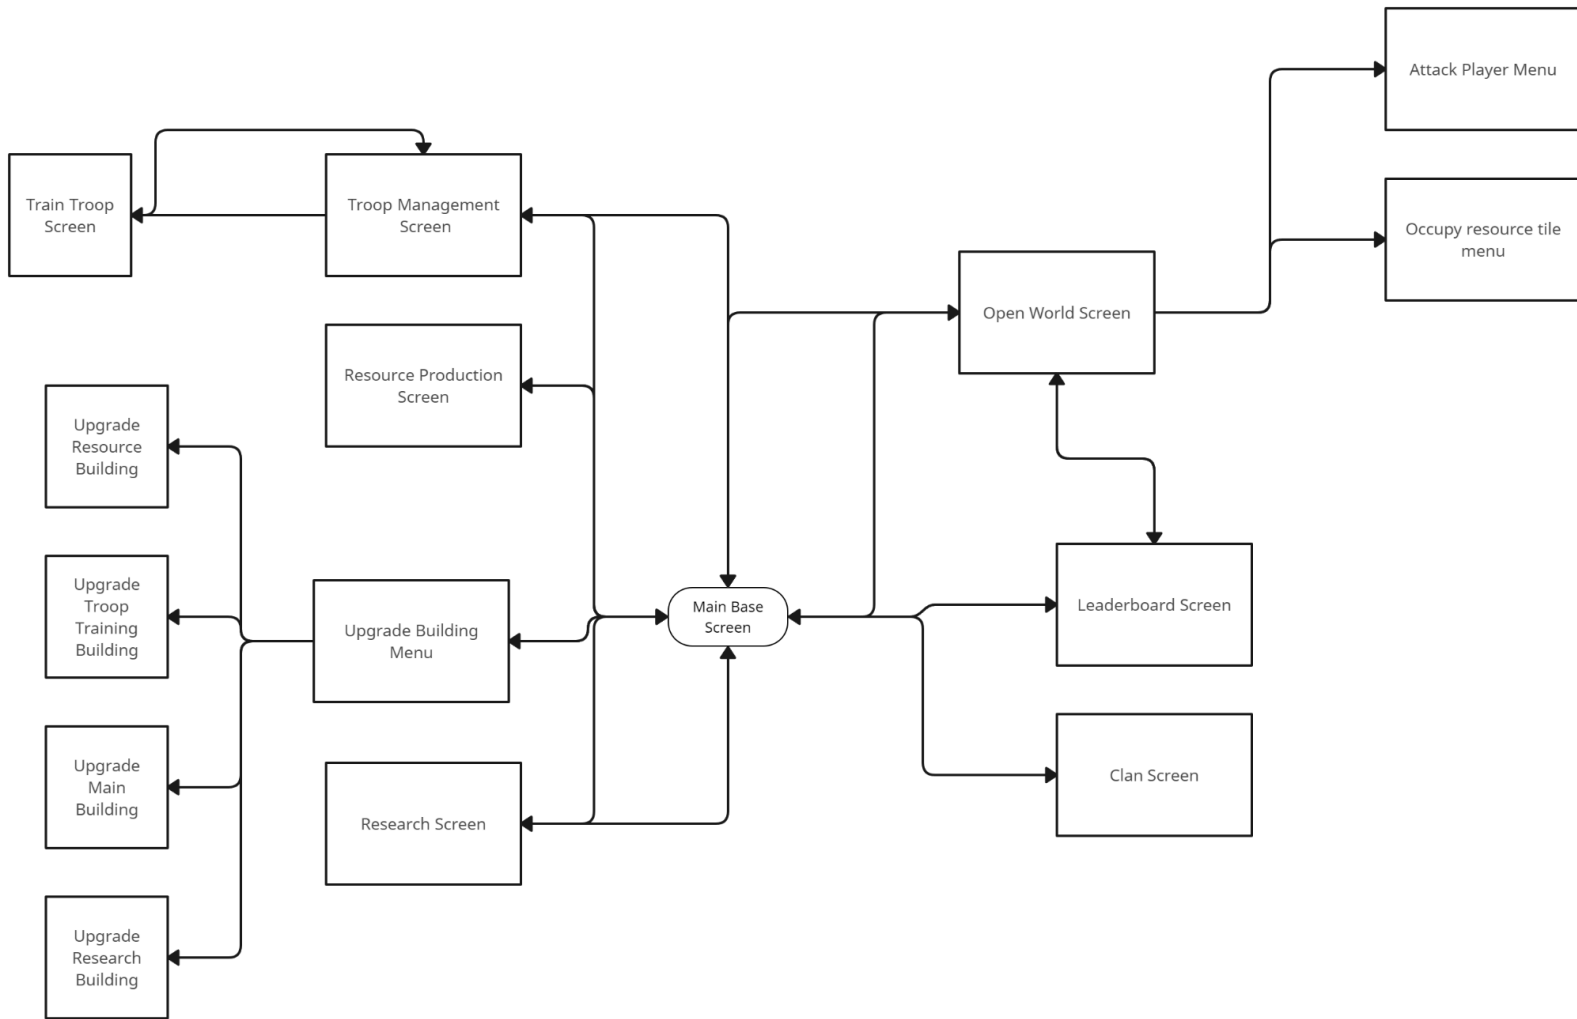 Attack Player Menu
Train Troop
Screen
Troop Management
Screen
Occupy resource tile
menu
Open World Screen
Resource Production
Screen
Upgrade
Resource
Building
Upgrade
Troop
Training
Building
Upgrade Building
Menu
Main Base
Screen
Leaderboard Screen
Upgrade
Main
Building
Research Screen
Clan Screen
Upgrade
Research
Building